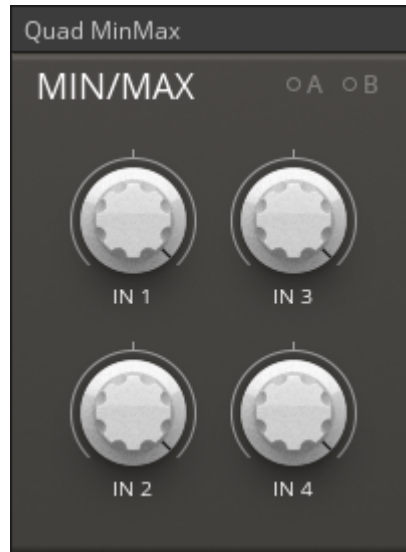 Quad MinMax
MIN/MAX
A B
IN 1 IN 3
IN 2 IN 4